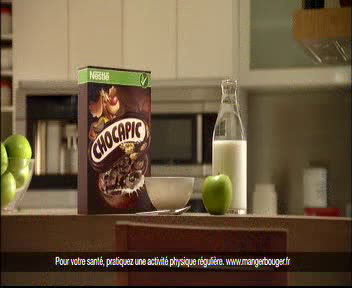 Nestlé
CHOCAPIC
Pour votre santé, pratiquez une activité physique régulière. www.mangerbouger.fr